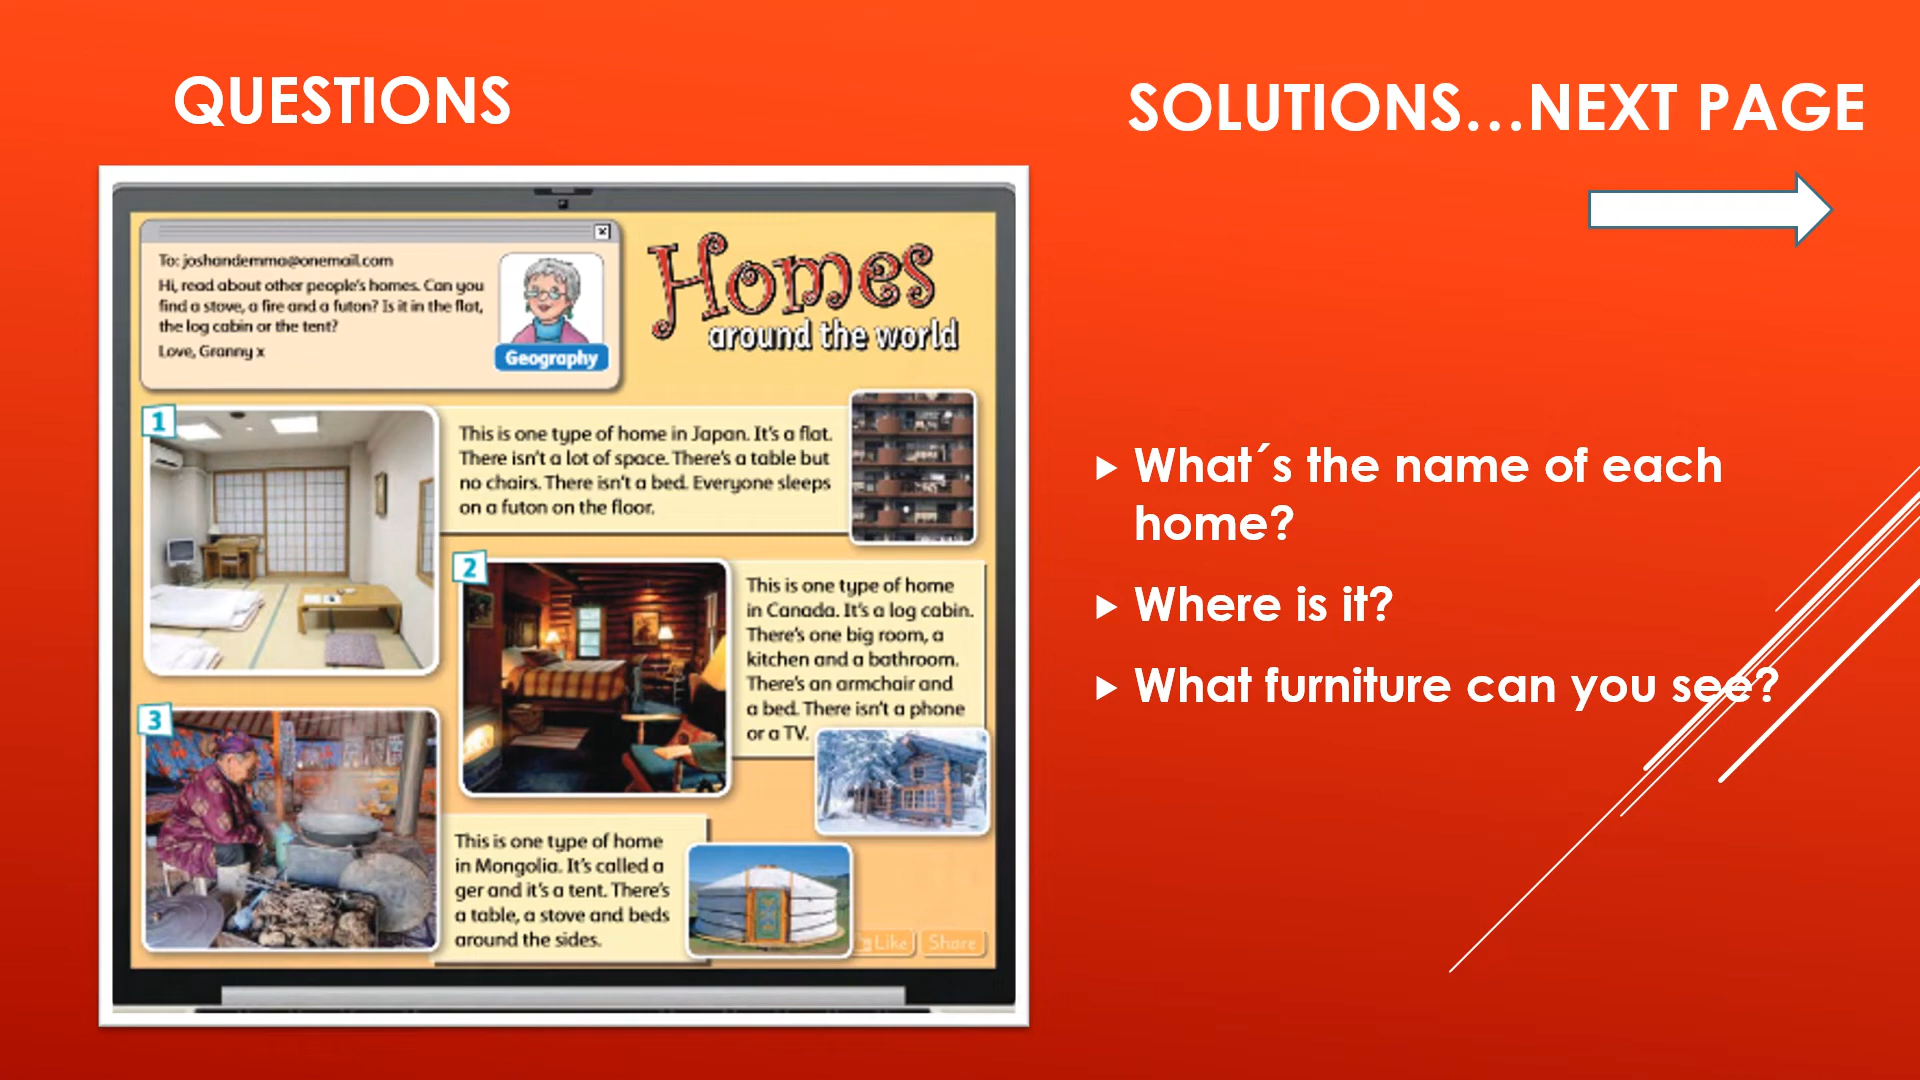 QUESTIONS
SOLUTIONS...NEXT PAGE
To: joshandemma@onemail.com
Hi, read about other people's homes. Can you
find a stove, a fire and a futon? Is it in the flat,
the log cabin or the tent?
Love, Granny x
Geography
Homes
around the world
1
This is one type of home in Japan. It's a flat.
There isn't a lot of space. There's a table but
no chairs. There isn't a bed. Everyone sleeps
on a futon on the floor.
2
This is one type of home
in Canada. It's a log cabin.
There's one big room, a
kitchen and a bathroom.
There's an armchair and
a bed. There isn't a phone
or a TV.
3
This is one type of home
in Mongolia. It's called a
ger and it's a tent. There's
a table, a stove and beds
around the sides.
Like
Share
What´s the name of each
home?
Where is it?
What furniture can you see?